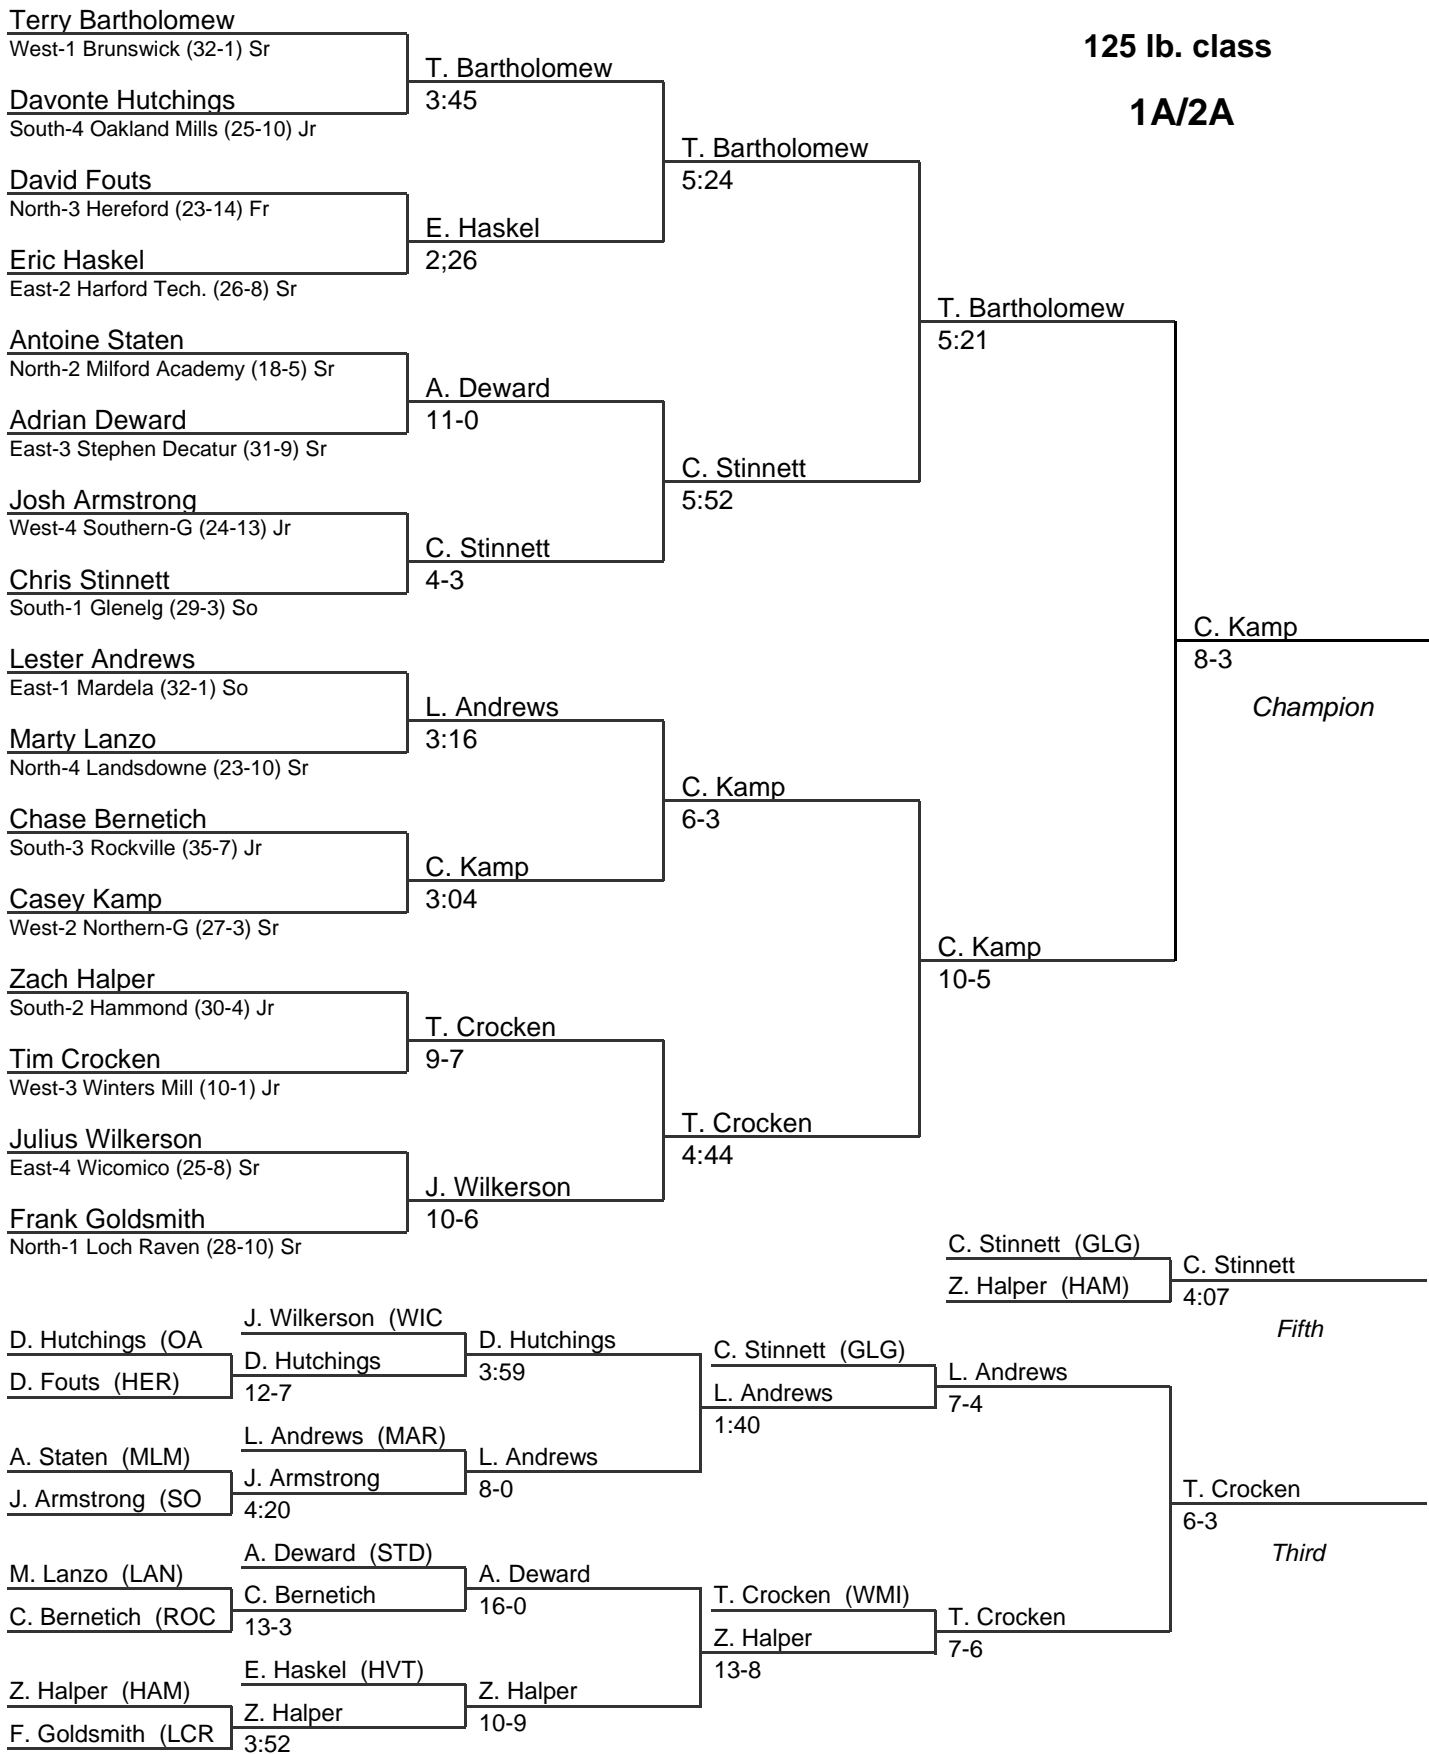 125 lb. class
1A/2A
Terry Bartholomew
West-1 Brunswick (32-1) Sr
Davonte Hutchings
South-4 Oakland Mills (25-10) Jr
David Fouts
North-3 Hereford (23-14) Fr
Eric Haskel
East-2 Harford Tech. (26-8) Sr
Antoine Staten
North-2 Milford Academy (18-5) Sr
Adrian Deward
East-3 Stephen Decatur (31-9) Sr
Josh Armstrong
West-4 Southern-G (24-13) Jr
Chris Stinnett
South-1 Glenelg (29-3) So
Lester Andrews
East-1 Mardela (32-1) So
Marty Lanzo
North-4 Landsdowne (23-10) Sr
Chase Bernetich
South-3 Rockville (35-7) Jr
Casey Kamp
West-2 Northern-G (27-3) Sr
Zach Halper
South-2 Hammond (30-4) Jr
Tim Crocken
West-3 Winters Mill (10-1) Jr
Julius Wilkerson
East-4 Wicomico (25-8) Sr
Frank Goldsmith
North-1 Loch Raven (28-10) Sr
T. Bartholomew
3:45
E. Haskel
2;26
A. Deward
11-0
C. Stinnett
4-3
L. Andrews
3:16
C. Kamp
3:04
T. Crocken
9-7
J. Wilkerson
10-6
T. Bartholomew
5:24
C. Stinnett
5:52
C. Kamp
6-3
T. Crocken
4:44
T. Bartholomew
5:21
C. Kamp
10-5
C. Kamp
8-3
Champion
C. Stinnett (GLG)
Z. Halper (HAM)
C. Stinnett
4:07
Fifth
D. Hutchings (OA
D. Fouts (HER)
A. Staten (MLM)
J. Armstrong (SO
M. Lanzo (LAN)
C. Bernetich (ROC
Z. Halper (HAM)
F. Goldsmith (LCR
J. Wilkerson (WIC
D. Hutchings
12-7
L. Andrews (MAR)
J. Armstrong
4:20
A. Deward (STD)
C. Bernetich
13-3
E. Haskel (HVT)
Z. Halper
3:52
D. Hutchings
3:59
L. Andrews
8-0
A. Deward
16-0
Z. Halper
10-9
C. Stinnett (GLG)
L. Andrews
1:40
T. Crocken (WMI)
Z. Halper
13-8
L. Andrews
7-4
T. Crocken
7-6
T. Crocken
6-3
Third